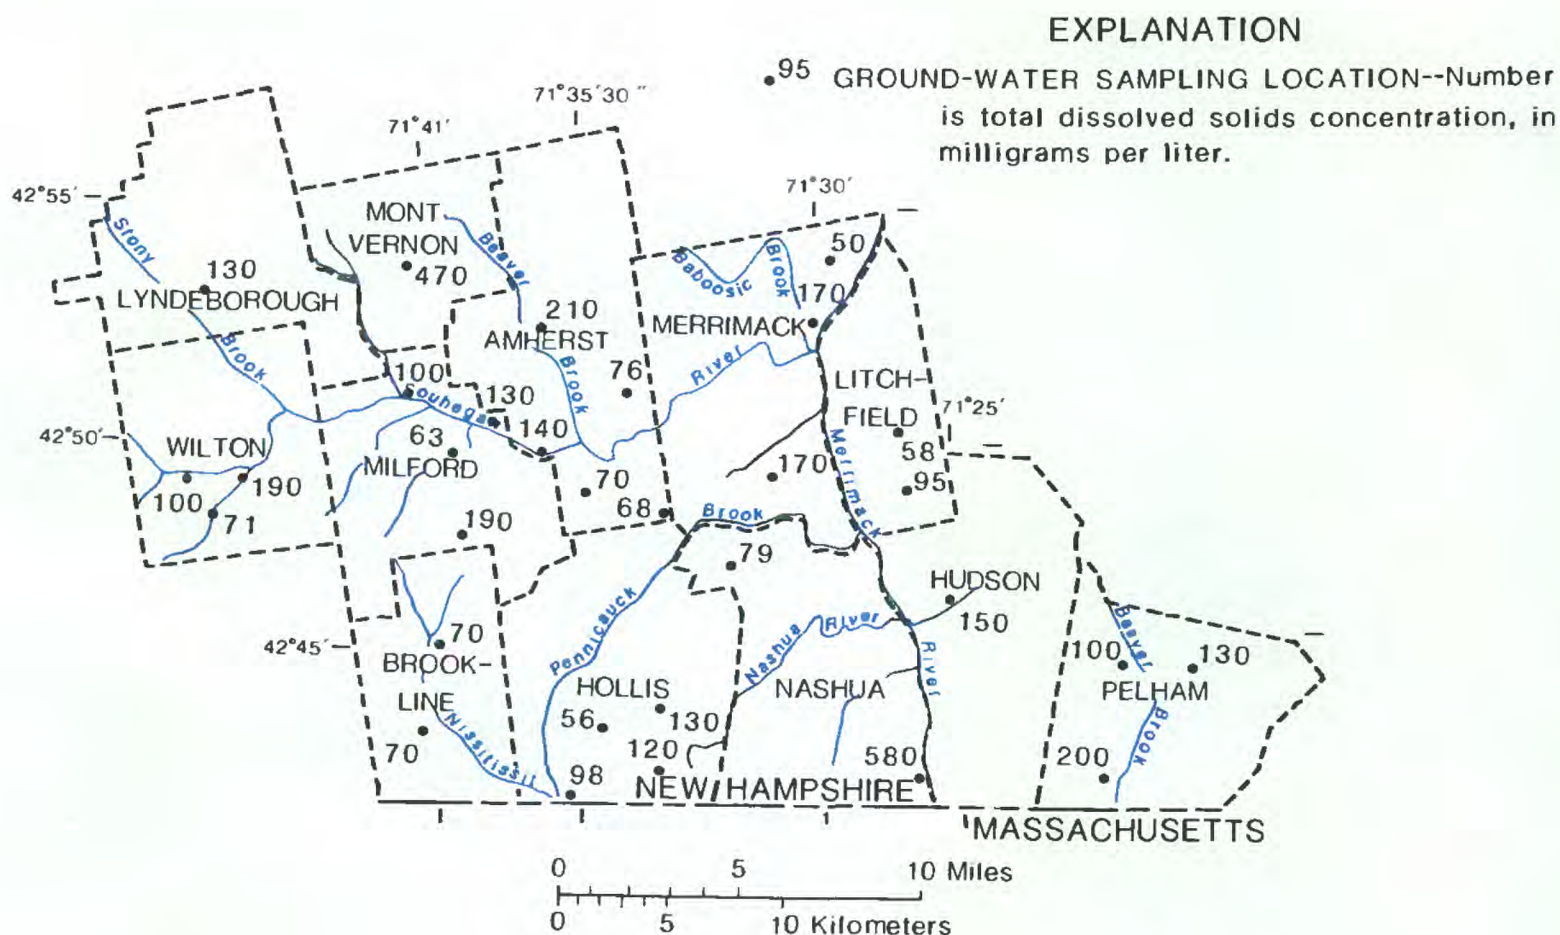 EXPLANATION
95 GROUND-WATER SAMPLING LOCATION--Number
is total dissolved solids concentration, in
milligrams per liter.
71°35'30"
71°41'
71°30'
42°55'
MONT
VERNON
470
Stony
Beaver
50
Baboosic
Brook
130
LYNDEBOROUGH
170
MERRIMACK
210
AMHERST
Brook
Brook
River
76
LITCH-
FIELD
71°25'
100
Souhegan
130
42°50'
WILTON
63
MILFORD
140
58
Merrimack
170
95
100
190
71
70
68
190
Brook
79
HUDSON
150
Pennicauck
Nashua
River
River
42°45'
70
BROOK-
LINE
Nissitissit
70
HOLLIS
56
130
120
98
NASHUA
580
Beaver
100
130
PELHAM
Brook
200
NEW HAMPSHIRE
MASSACHUSETTS
0 5 10 Miles
0 5 10 Kilometers